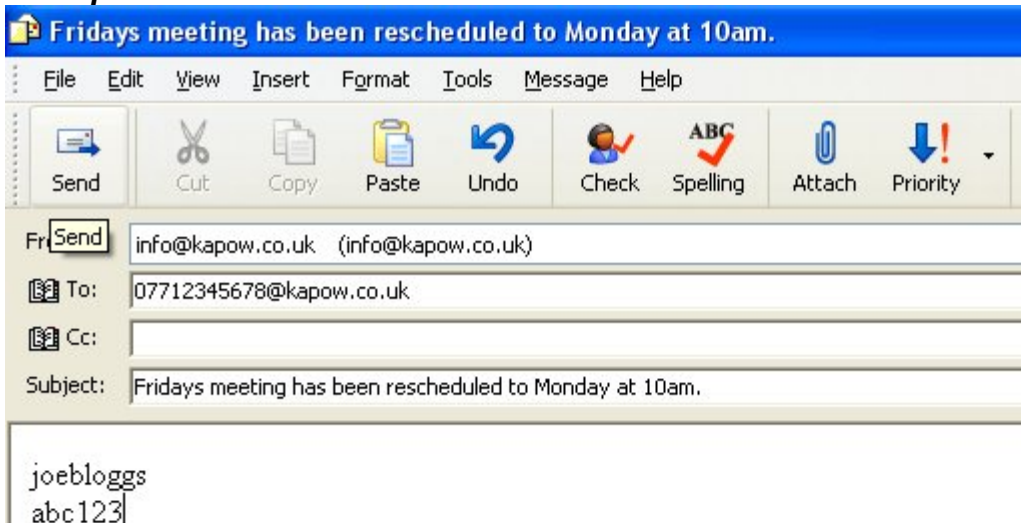 Fridays meeting has been rescheduled to Monday at 10am.
File Edit View Insert Format Tools Message Help
ABC
Send Cut Copy Paste Undo Check Spelling Attach Priority
Send
info@kapow.co.uk (info@kapow.co.uk)
To: 07712345678@kapow.co.uk
Cc:
Subject: Fridays meeting has been rescheduled to Monday at 10am.
joebloggs
abc123